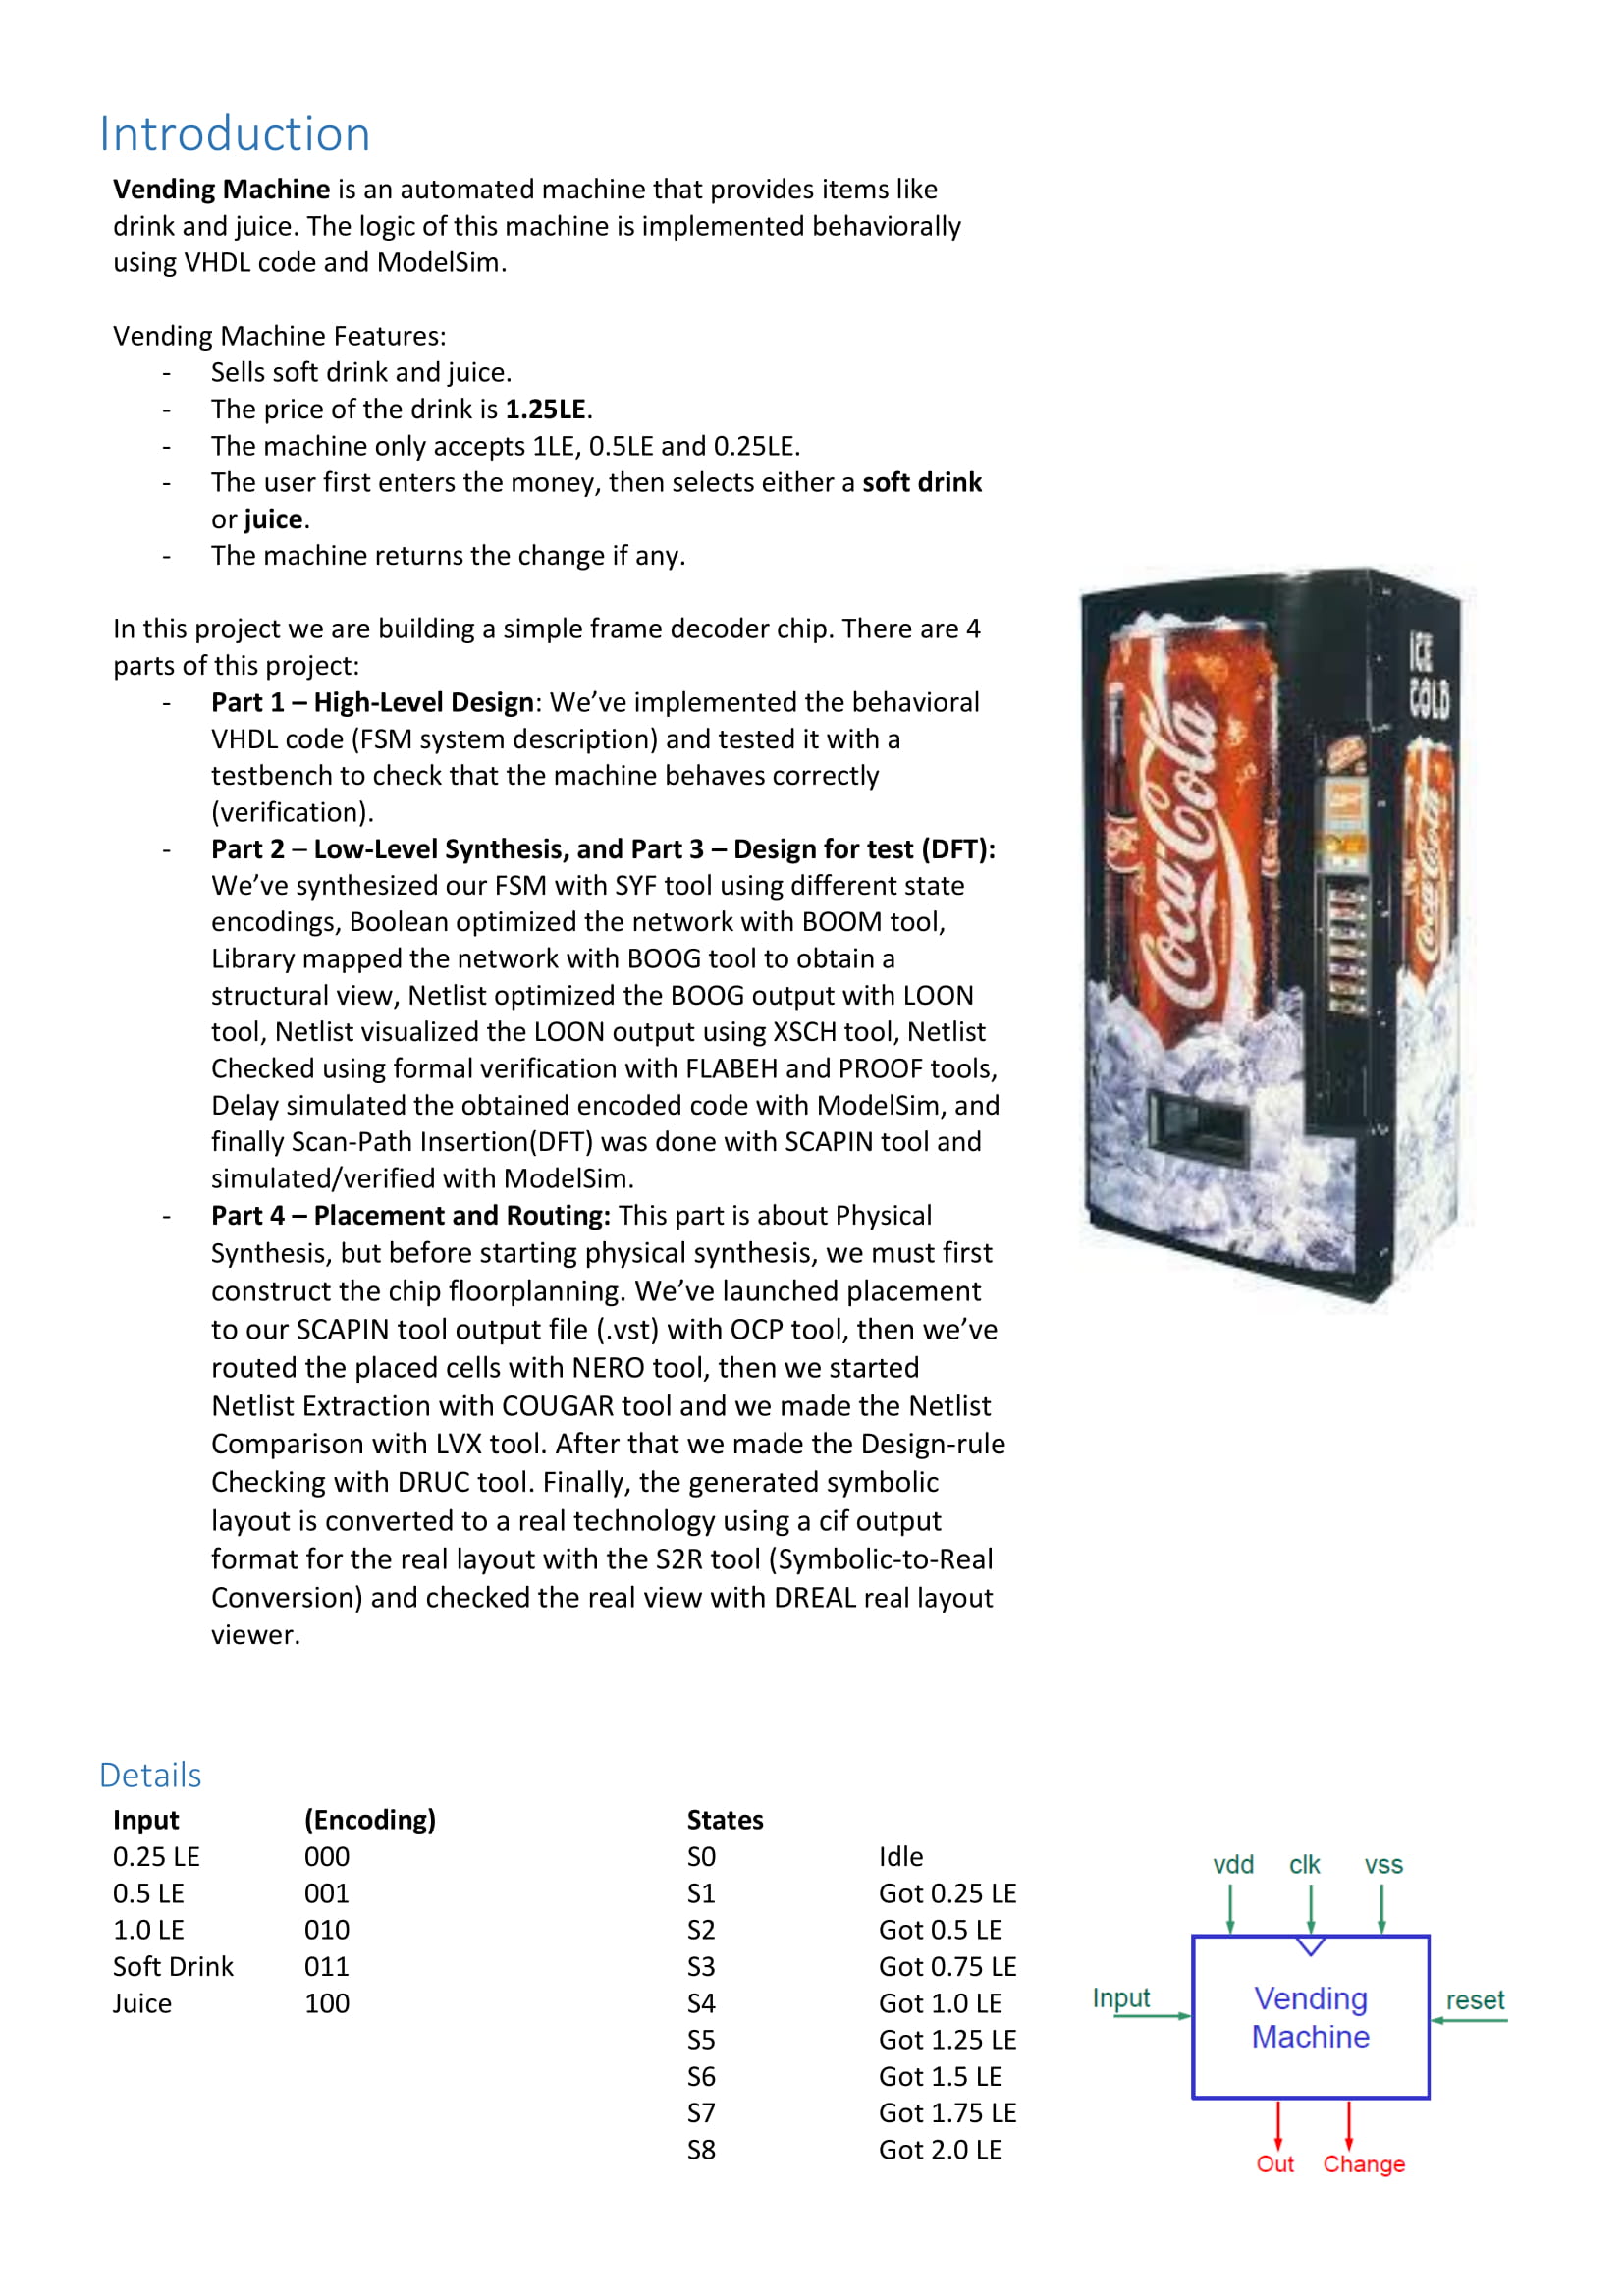 Introduction
Vending Machine is an automated machine that provides items like
drink and juice. The logic of this machine is implemented behaviorally
using VHDL code and ModelSim.
Vending Machine Features:
- Sells soft drink and juice.
- The price of the drink is 1.25LE.
- The machine only accepts 1LE, 0.5LE and 0.25LE.
- The user first enters the money, then selects either a soft drink
or juice.
- The machine returns the change if any.
In this project we are building a simple frame decoder chip. There are 4
parts of this project:
- Part 1 – High-Level Design: We’ve implemented the behavioral
VHDL code (FSM system description) and tested it with a
testbench to check that the machine behaves correctly
(verification).
- Part 2 – Low-Level Synthesis, and Part 3 – Design for test (DFT):
We’ve synthesized our FSM with SYF tool using different state
encodings, Boolean optimized the network with BOOM tool,
Library mapped the network with BOOG tool to obtain a
structural view, Netlist optimized the BOOG output with LOON
tool, Netlist visualized the LOON output using XSCH tool, Netlist
Checked using formal verification with FLABEH and PROOF tools,
Delay simulated the obtained encoded code with ModelSim, and
finally Scan-Path Insertion(DFT) was done with SCAPIN tool and
simulated/verified with ModelSim.
- Part 4 – Placement and Routing: This part is about Physical
Synthesis, but before starting physical synthesis, we must first
construct the chip floorplanning. We’ve launched placement
to our SCAPIN tool output file (.vst) with OCP tool, then we’ve
routed the placed cells with NERO tool, then we started
Netlist Extraction with COUGAR tool and we made the Netlist
Comparison with LVX tool. After that we made the Design-rule
Checking with DRUC tool. Finally, the generated symbolic
layout is converted to a real technology using a cif output
format for the real layout with the S2R tool (Symbolic-to-Real
Conversion) and checked the real view with DREAL real layout
viewer.
Coca-Cola
ICE
COLD
Coca-Cola
Details
Input (Encoding)
0.25 LE 000
0.5 LE 001
1.0 LE 010
Soft Drink 011
Juice 100
States
S0 Idle
S1 Got 0.25 LE
S2 Got 0.5 LE
S3 Got 0.75 LE
S4 Got 1.0 LE
S5 Got 1.25 LE
S6 Got 1.5 LE
S7 Got 1.75 LE
S8 Got 2.0 LE
vdd clk vss
Input
Vending
Machine
reset
Out Change